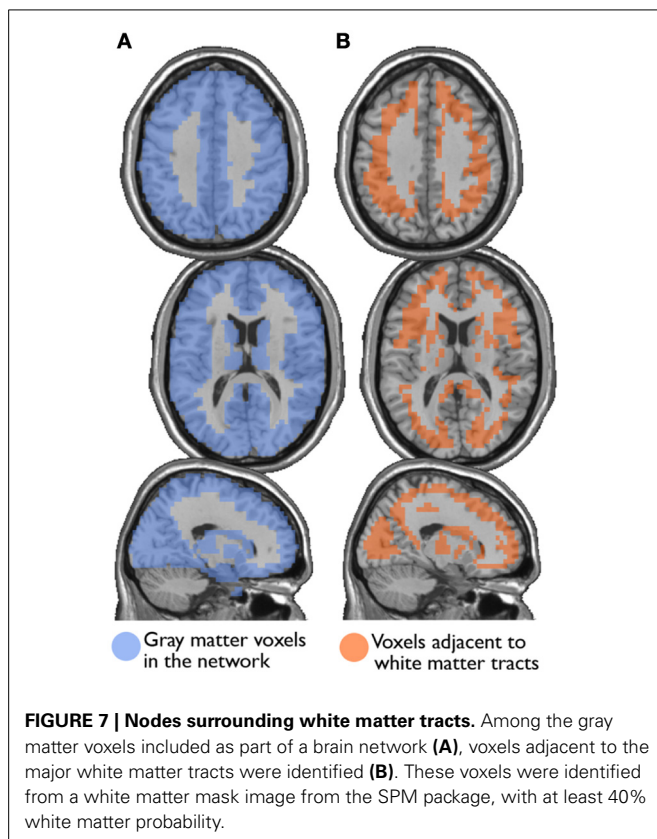 A B
Gray matter voxels
in the network
Voxels adjacent to
white matter tracts
FIGURE 7 | Nodes surrounding white matter tracts. Among the gray
matter voxels included as part of a brain network (A), voxels adjacent to the
major white matter tracts were identified (B). These voxels were identified
from a white matter mask image from the SPM package, with at least 40%
white matter probability.